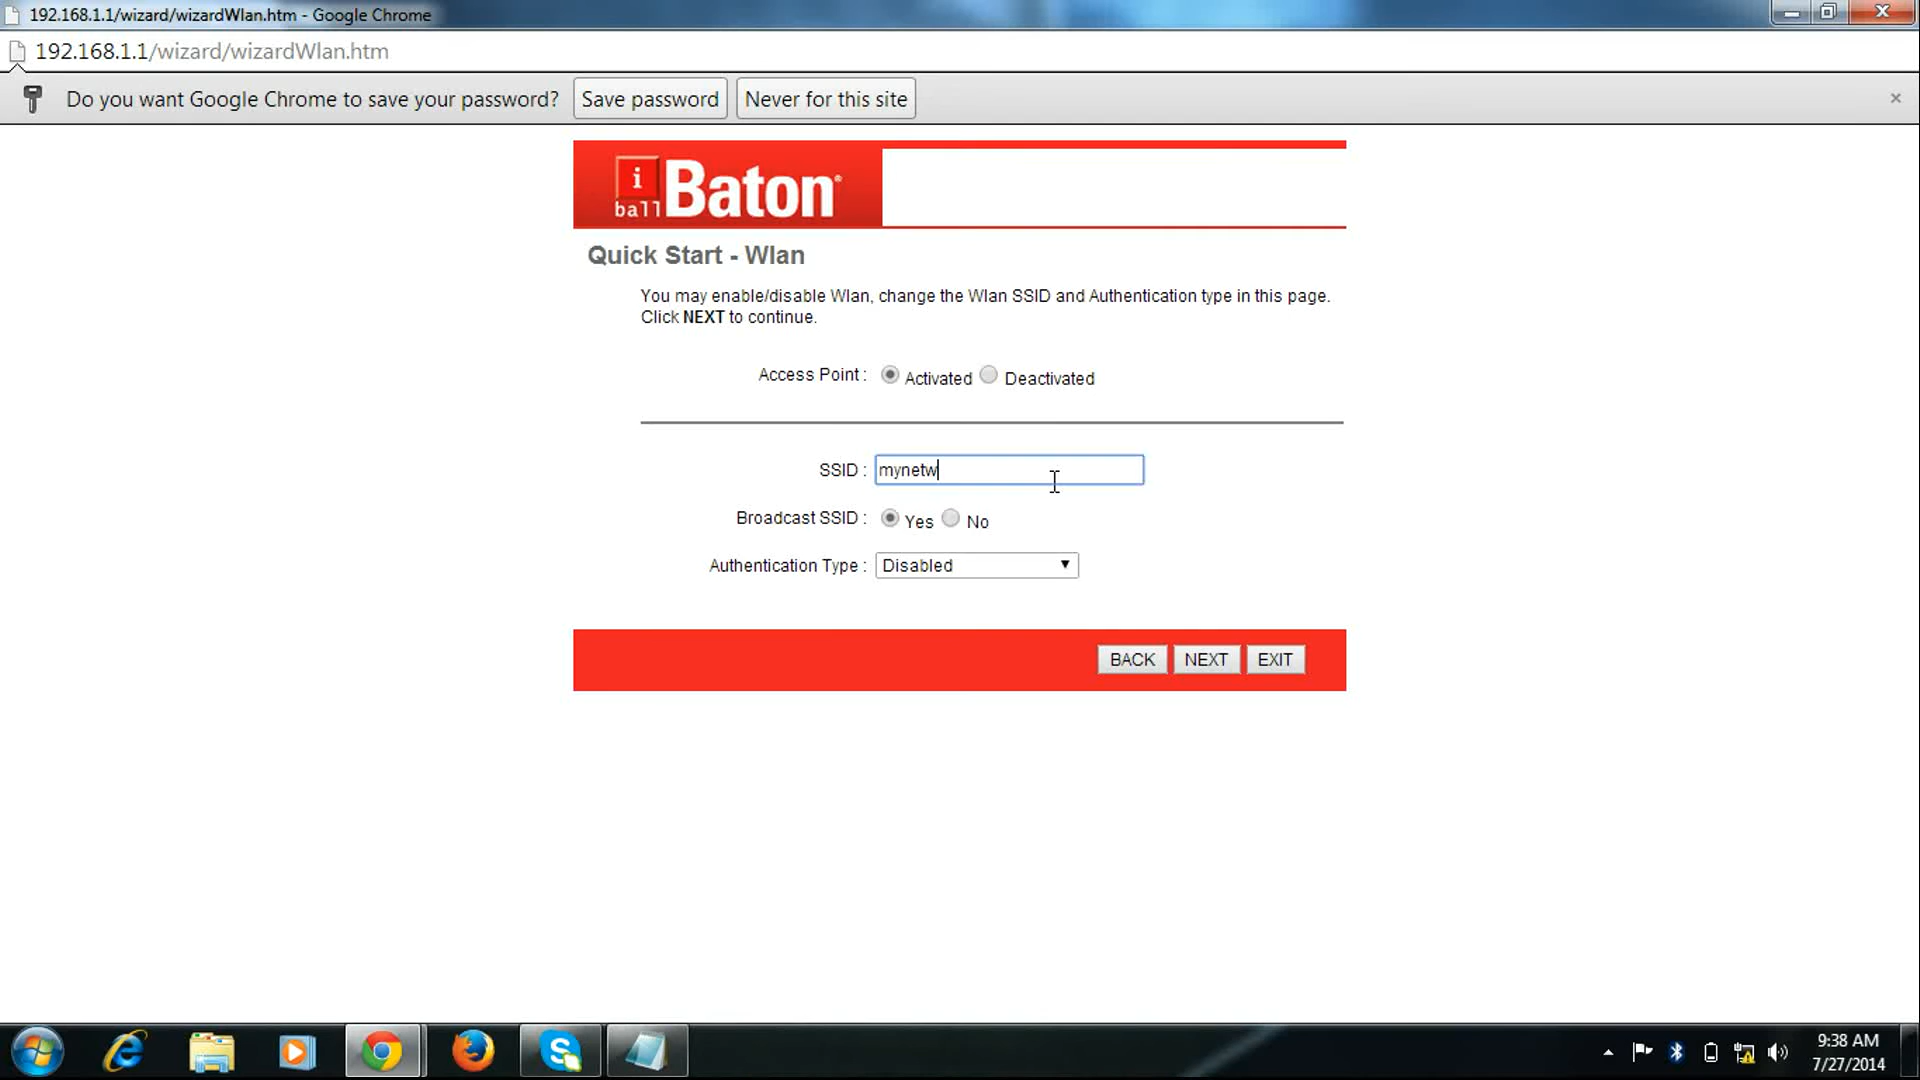 192.168.1.1/wizard/wizardWlan.htm - Google Chrome
192.168.1.1/wizard/wizardWlan.htm
Do you want Google Chrome to save your password? Save password Never for this site ×
i ball Baton®
Quick Start - Wlan
You may enable/disable Wlan, change the Wlan SSID and Authentication type in this page.
Click NEXT to continue.
Access Point : Activated Deactivated
SSID : mynetw
Broadcast SSID : Yes No
Authentication Type : Disabled
BACK NEXT EXIT
9:38 AM
7/27/2014